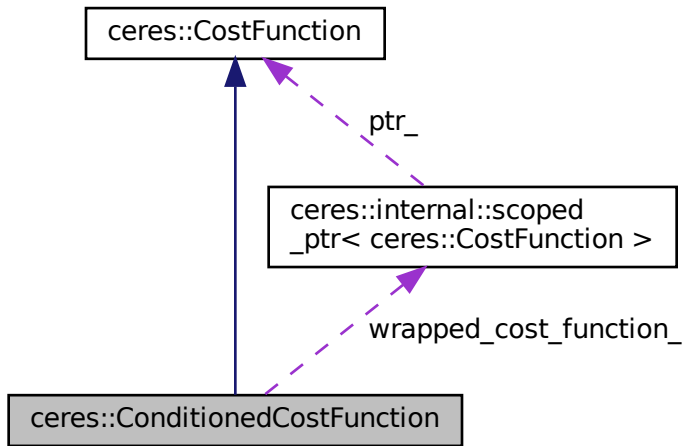 ceres::CostFunction
ptr_
ceres::internal::scoped
_ptr< ceres::CostFunction >
wrapped_cost_function_
ceres::ConditionedCostFunction